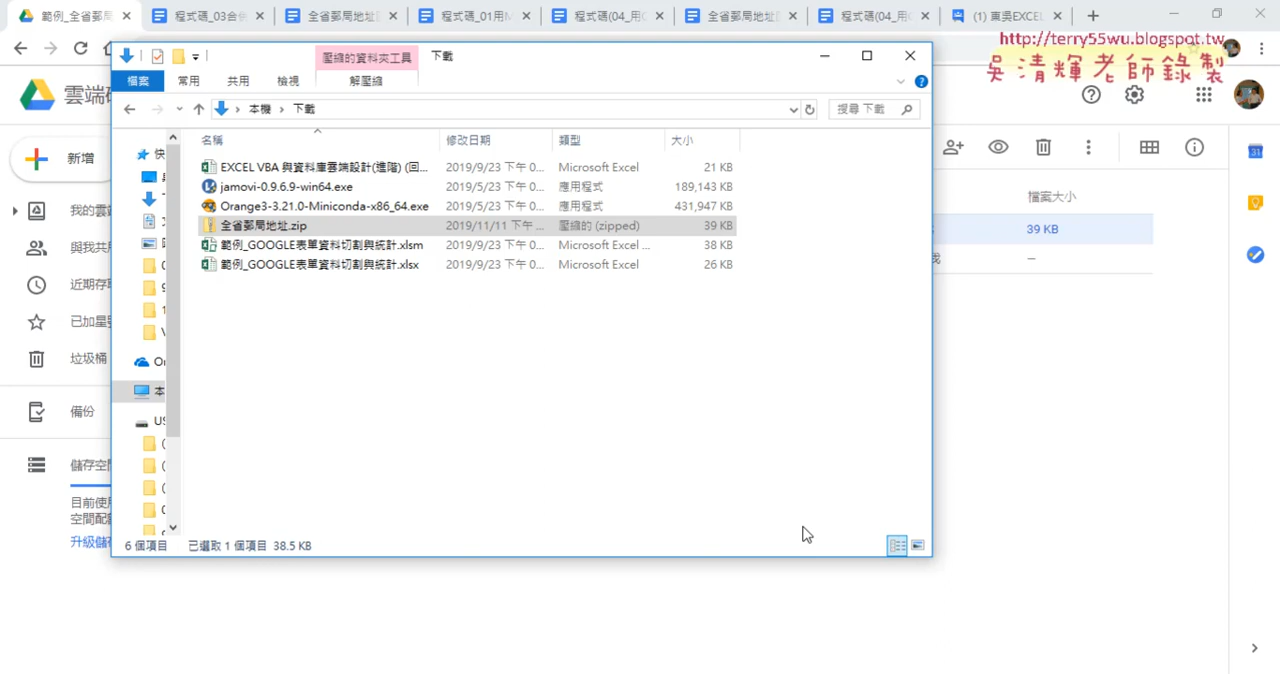 範例_全省郵局
程式碼_03合併
全省郵局地址
程式碼_01用
程式碼(04_用
全省郵局地址
程式碼(04_用
(1) 東吳EXCEL
http://terry55wu.blogspot.tw
吳清輝老師錄製
壓縮的資料夾工具
下載
檔案
常用
共用
檢視
解壓縮
雲端
本機 › 下載
搜尋 下載
名稱
修改日期
類型
大小
新增
EXCEL VBA 與資料庫雲端設計(進階) (回...
2019/9/23 下午 0...
Microsoft Excel
21 KB
jamovi-0.9.6.9-win64.exe
2019/5/23 下午 0...
應用程式
189,143 KB
Orange3-3.21.0-Miniconda-x86_64.exe
2019/5/23 下午 0...
應用程式
431,947 KB
全省郵局地址.zip
2019/11/11 下午 ...
壓縮的 (zipped)
39 KB
範例_GOOGLE表單資料切割與統計.xlsm
2019/9/23 下午 0...
Microsoft Excel ...
38 KB
範例_GOOGLE表單資料切割與統計.xlsx
2019/9/23 下午 0...
Microsoft Excel
26 KB
檔案大小
39 KB
—
我的雲端
與我共用
近期存取
已加星號
垃圾桶
備份
儲存空間
目前使用
空間配額
升級儲存
快
本
US
6 個項目
已選取 1 個項目 38.5 KB
31